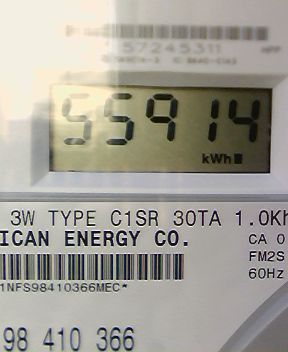 57245311
55914
kWh
3W TYPE C1SR 30TA 1.0Kh
ICAN ENERGY CO.
CA 0
FM2S
60Hz
1NFS98410366MEC*
98 410 366